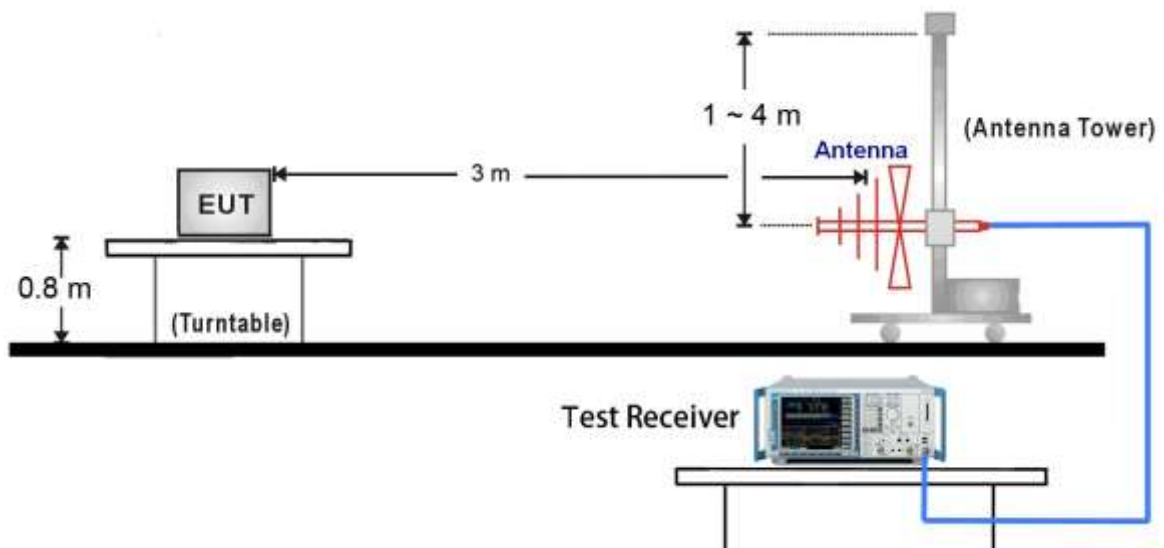 1 ~ 4 m
(Antenna Tower)
Antenna
3 m
EUT
0.8 m
(Turntable)
Test Receiver